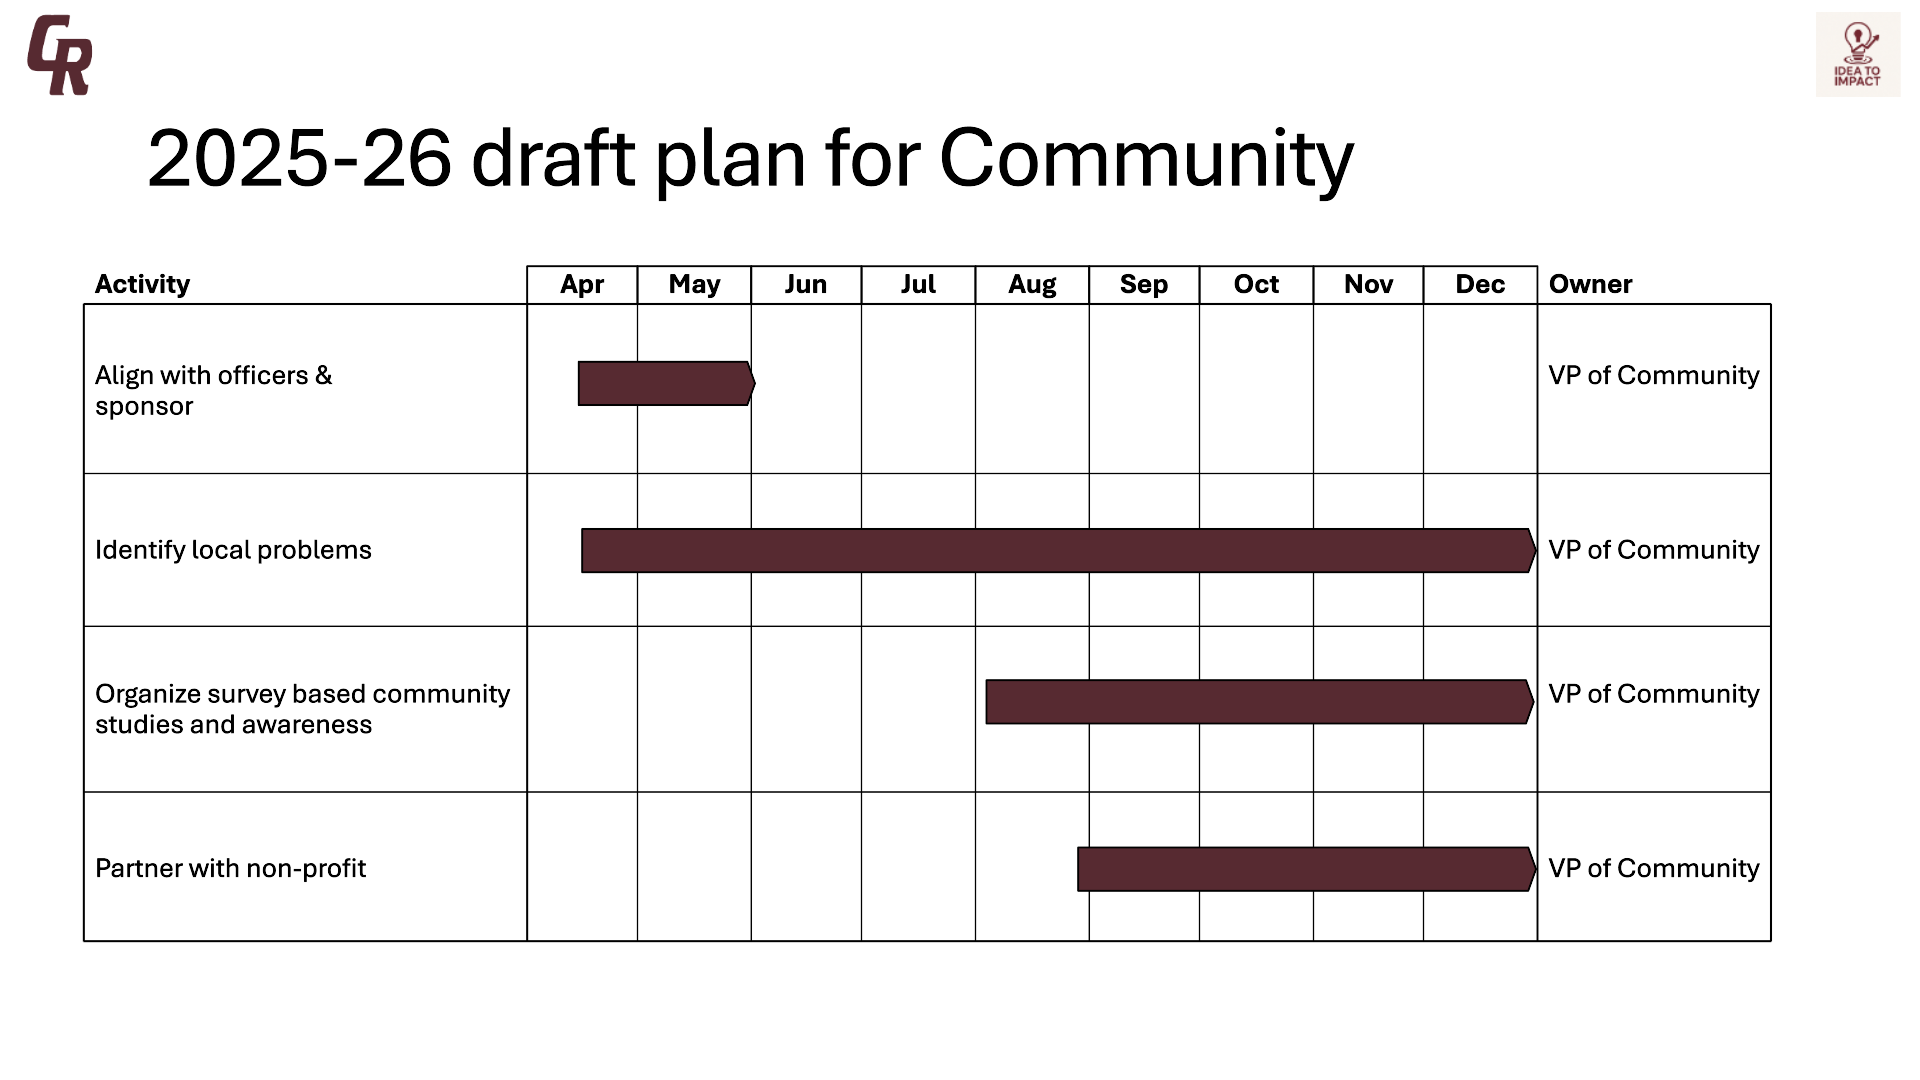 CR
IDEA TO
IMPACT
2025-26 draft plan for Community
Activity Apr May Jun Jul Aug Sep Oct Nov Dec Owner
Align with officers & VP of Community
sponsor
Identify local problems VP of Community
Organize survey based community VP of Community
studies and awareness
Partner with non-profit VP of Community